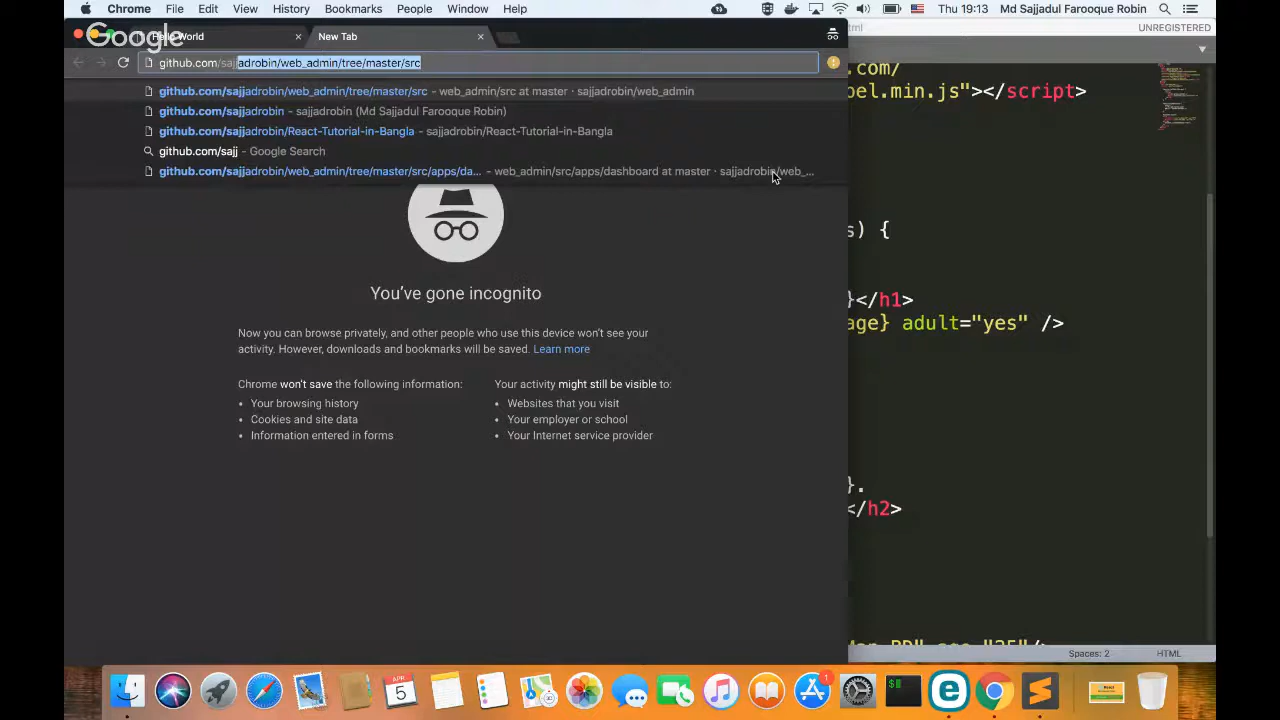 Chrome File Edit View History Bookmarks People Window Help Thu 19:13 Md Sajjadul Farooque Robin
Google
World New Tab
UNREGISTERED
github.com/sajjadrobin/web_admin/tree/master/src
github.com/sajjadrobin/web_admin/tree/master/src - web_admin/src at master · sajjadrobin/web_admin
github.com/sajjadrobin - sajjadrobin (Md Sajjadul Farooque Robin)
github.com/sajjadrobin/React-Tutorial-in-Bangla - sajjadrobin/React-Tutorial-in-Bangla
github.com/sajj - Google Search
github.com/sajjadrobin/web_admin/tree/master/src/apps/da... - web_admin/src/apps/dashboard at master · sajjadrobin/web_...
You've gone incognito
Now you can browse privately, and other people who use this device won't see your
activity. However, downloads and bookmarks will be saved. Learn more
Chrome won't save the following information:
• Your browsing history
• Cookies and site data
• Information entered in forms
Your activity might still be visible to:
• Websites that you visit
• Your employer or school
• Your Internet service provider
.com/
bel.min.js"></script>
s) {
}</h1>
age} adult="yes" />
}.
</h2>
Spaces: 2 HTML
APR
5
1